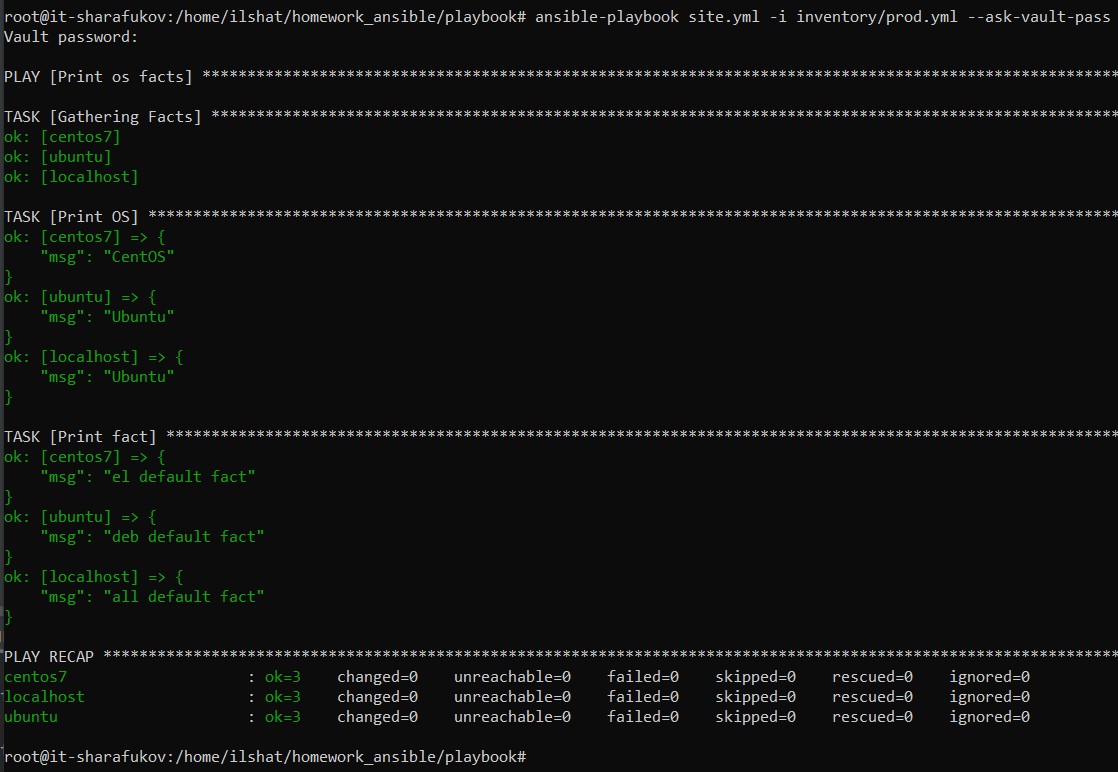 root@it-sharafukov:/home/ilshat/homework_ansible/playbook# ansible-playbook site.yml -i inventory/prod.yml --ask-vault-pass
Vault password:
PLAY [Print os facts] ******************************************************************************************************
TASK [Gathering Facts] *****************************************************************************************************
ok: [centos7]
ok: [ubuntu]
ok: [localhost]
TASK [Print OS] ************************************************************************************************************
ok: [centos7] => {
    "msg": "CentOS"
}
ok: [ubuntu] => {
    "msg": "Ubuntu"
}
ok: [localhost] => {
    "msg": "Ubuntu"
}
TASK [Print fact] **********************************************************************************************************
ok: [centos7] => {
    "msg": "el default fact"
}
ok: [ubuntu] => {
    "msg": "deb default fact"
}
ok: [localhost] => {
    "msg": "all default fact"
}
PLAY RECAP *****************************************************************************************************************
centos7                    : ok=3    changed=0    unreachable=0    failed=0    skipped=0    rescued=0    ignored=0
localhost                  : ok=3    changed=0    unreachable=0    failed=0    skipped=0    rescued=0    ignored=0
ubuntu                     : ok=3    changed=0    unreachable=0    failed=0    skipped=0    rescued=0    ignored=0
root@it-sharafukov:/home/ilshat/homework_ansible/playbook#